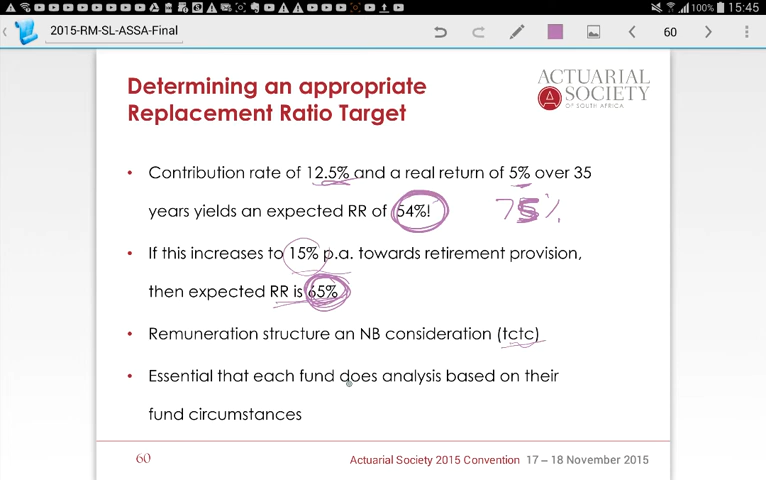 100% 15:45
2015-RM-SL-ASSA-Final
60
Determining an appropriate
Replacement Ratio Target
ACTUARIAL
SOCIETY
OF SOUTH AFRICA
• Contribution rate of 12.5% and a real return of 5% over 35
years yields an expected RR of 54%!
75%
• If this increases to 15% p.a. towards retirement provision,
then expected RR is 65%
• Remuneration structure an NB consideration (tctc)
• Essential that each fund does analysis based on their
fund circumstances
60
Actuarial Society 2015 Convention 17 – 18 November 2015